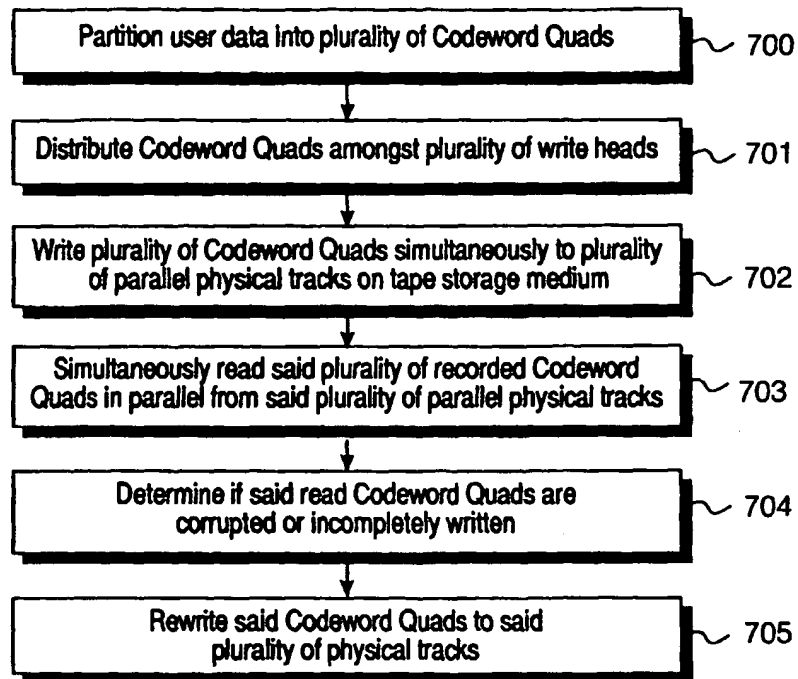 Partition user data into plurality of Codeword Quads
700
Distribute Codeword Quads amongst plurality of write heads
701
Write plurality of Codeword Quads simultaneously to plurality
of parallel physical tracks on tape storage medium
702
Simultaneously read said plurality of recorded Codeword
Quads in parallel from said plurality of parallel physical tracks
703
Determine if said read Codeword Quads are
corrupted or incompletely written
704
Rewrite said Codeword Quads to said
plurality of physical tracks
705